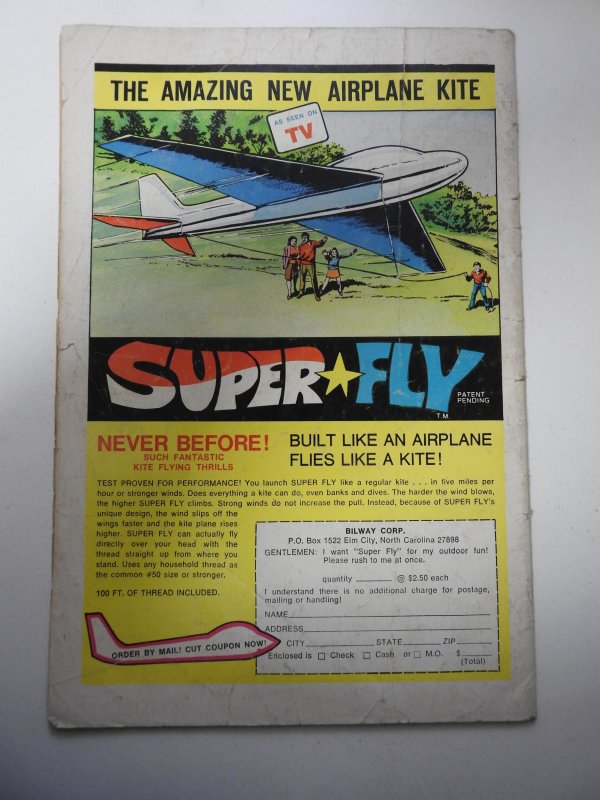 THE AMAZING NEW AIRPLANE KITE
AS SEEN ON
TV
SUPER★FLY
PATENT
PENDING
T.M.
NEVER BEFORE!
SUCH FANTASTIC
KITE FLYING THRILLS
BUILT LIKE AN AIRPLANE
FLIES LIKE A KITE!
TEST PROVEN FOR PERFORMANCE! You launch SUPER FLY like a regular kite . . . in five miles per
hour or stronger winds. Does everything a kite can do, even banks and dives. The harder the wind blows,
the higher SUPER FLY climbs. Strong winds do not increase the pull. Instead, because of SUPER FLY's
unique design, the wind slips off the
wings faster and the kite plane rises
higher. SUPER FLY can actually fly
directly over your head with the
thread straight up from where you
stand. Uses any household thread as
the common #50 size or stronger.
100 FT. OF THREAD INCLUDED.
ORDER BY MAIL! CUT COUPON NOW!
BILWAY CORP.
P.O. Box 1522 Elm City, North Carolina 27898
GENTLEMEN: I want "Super Fly" for my outdoor fun!
Please rush to me at once.
quantity ________ @ $2.50 each
I understand there is no additional charge for postage,
mailing or handling!
NAME
ADDRESS
CITY STATE ZIP
Enclosed is □ Check □ Cash or □ M.O. $
(Total)